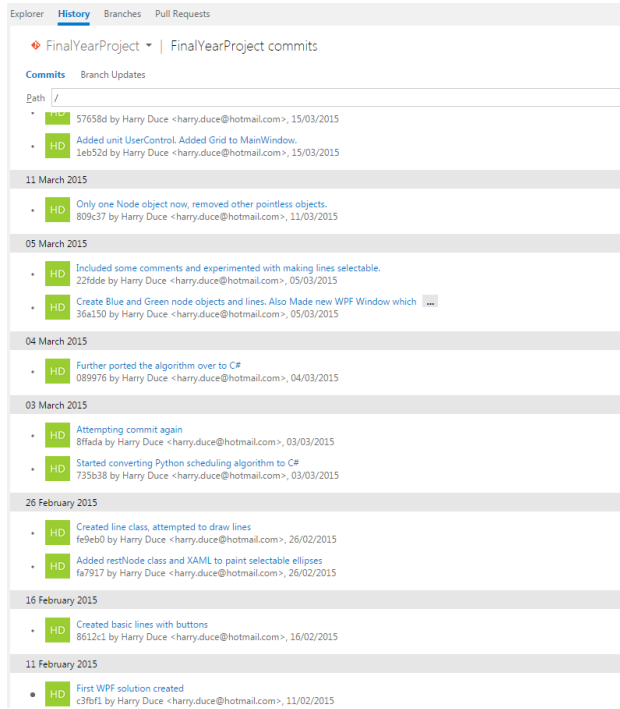 Explorer History Branches Pull Requests
FinalYearProject | FinalYearProject commits
Commits Branch Updates
Path /
HD 57658d by Harry Duce <harry.duce@hotmail.com>, 15/03/2015
Added unit UserControl. Added Grid to MainWindow.
HD 1eb52d by Harry Duce <harry.duce@hotmail.com>, 15/03/2015
11 March 2015
Only one Node object now, removed other pointless objects.
HD 809c37 by Harry Duce <harry.duce@hotmail.com>, 11/03/2015
05 March 2015
Included some comments and experimented with making lines selectable.
HD 22fdde by Harry Duce <harry.duce@hotmail.com>, 05/03/2015
Create Blue and Green node objects and lines. Also Made new WPF Window which ...
HD 36a150 by Harry Duce <harry.duce@hotmail.com>, 05/03/2015
04 March 2015
Further ported the algorithm over to C#
HD 089976 by Harry Duce <harry.duce@hotmail.com>, 04/03/2015
03 March 2015
Attempting commit again
HD 8ffada by Harry Duce <harry.duce@hotmail.com>, 03/03/2015
Started converting Python scheduling algorithm to C#
HD 735b38 by Harry Duce <harry.duce@hotmail.com>, 03/03/2015
26 February 2015
Created line class, attempted to draw lines
HD fe9eb0 by Harry Duce <harry.duce@hotmail.com>, 26/02/2015
Added restNode class and XAML to paint selectable ellipses
HD fa7917 by Harry Duce <harry.duce@hotmail.com>, 26/02/2015
16 February 2015
Created basic lines with buttons
HD 8612c1 by Harry Duce <harry.duce@hotmail.com>, 16/02/2015
11 February 2015
First WPF solution created
HD c3fbf1 by Harry Duce <harry.duce@hotmail.com>, 11/02/2015